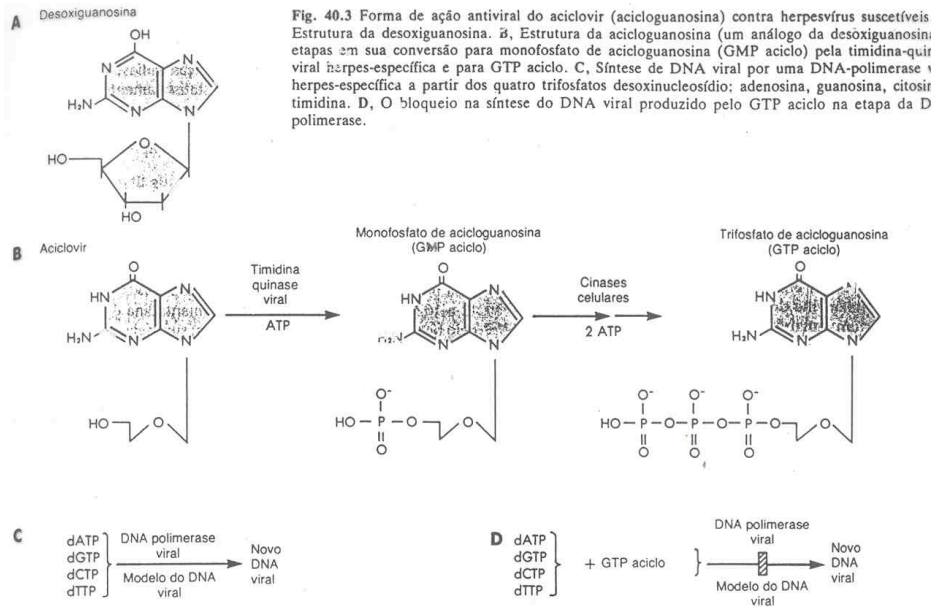 A Desoxiguanosina
Fig. 40.3 Forma de ação antiviral do aciclovir (acicloguanosina) contra herpesvírus suscetíveis
Estrutura da desoxiguanosina. B, Estrutura da acicloguanosina (um análogo da desoxiguanosina
etapas em sua conversão para monofosfato de acicloguanosina (GMP aciclo) pela timidina-quin
viral herpes-específica e para GTP aciclo. C, Síntese de DNA viral por uma DNA-polimerase v
herpes-específica a partir dos quatro trifosfatos desoxinucleosídio; adenosina, guanosina, citosin
timidina. D, O bloqueio na síntese do DNA viral produzido pelo GTP aciclo na etapa da D
polimerase.
OH
N
N
H₂N
N
N
HO
O
HO
B Aciclovir
O
HN
N
H₂N
N
N
HO
O
Timidina
quinase
viral
ATP
Monofosfato de acicloguanosina
(GMP aciclo)
O
HN
N
H₂N
N
N
O⁻
HO – P – O
O
O
Cinases
celulares
2 ATP
Trifosfato de acicloguanosina
(GTP aciclo)
O
HN
N
H₂N
N
N
O⁻ O⁻ O⁻
HO – P – O – P – O – P – O
O
O O O
C
dATP
dGTP
dCTP
dTTP
DNA polimerase
viral
Modelo do DNA
viral
Novo
DNA
viral
D
dATP
dGTP
dCTP
dTTP
+ GTP aciclo
DNA polimerase
viral
Modelo do DNA
viral
Novo
DNA
viral